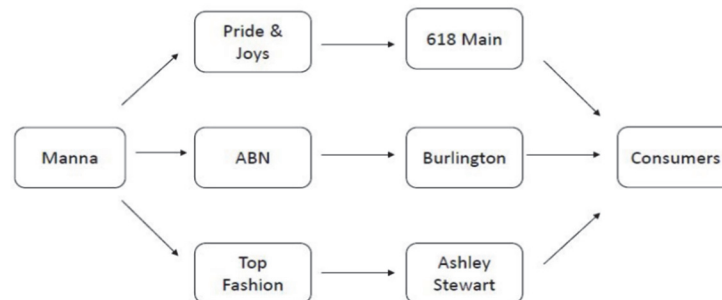 Pride &
Joys
618 Main
Manna
ABN
Burlington
Consumers
Top
Fashion
Ashley
Stewart